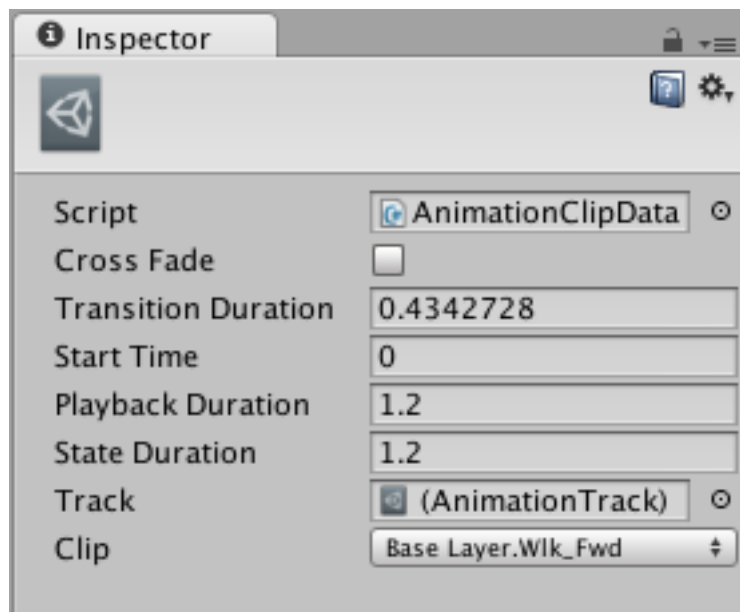 Inspector
Script AnimationClipData
Cross Fade
Transition Duration 0.4342728
Start Time 0
Playback Duration 1.2
State Duration 1.2
Track (AnimationTrack)
Clip Base Layer.Wlk_Fwd